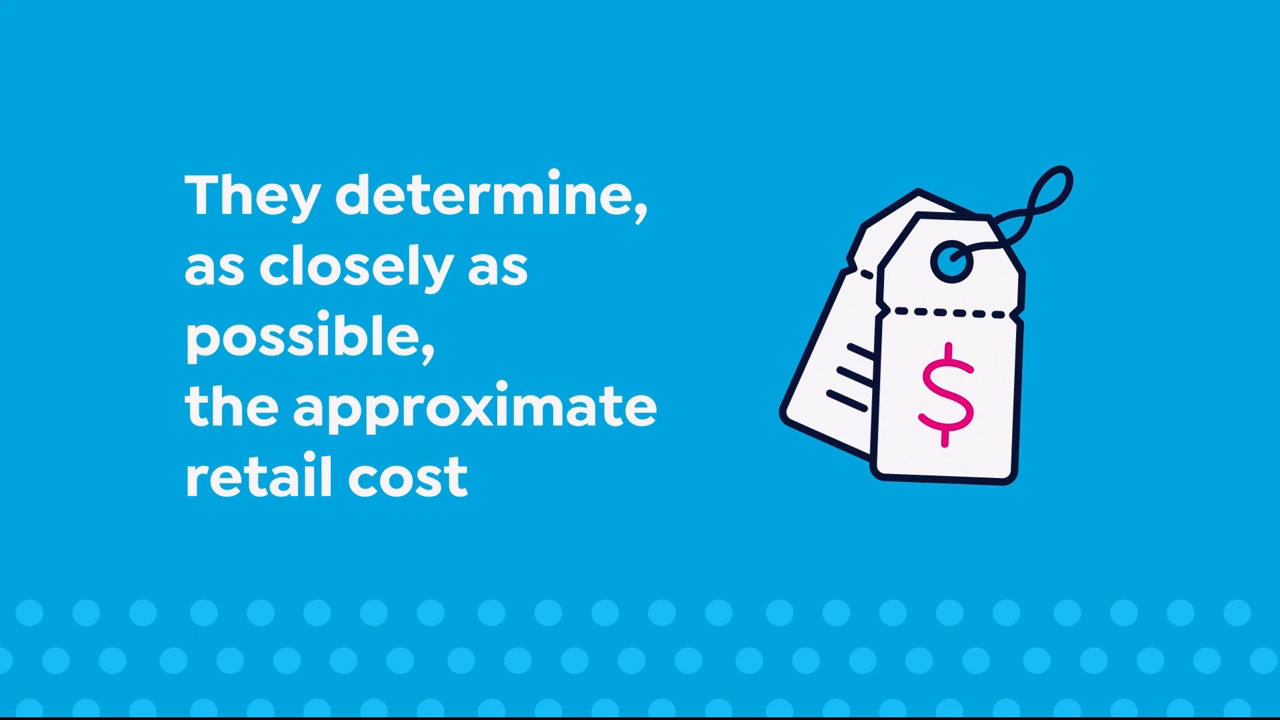 They determine,
as closely as
possible,
the approximate
retail cost
$